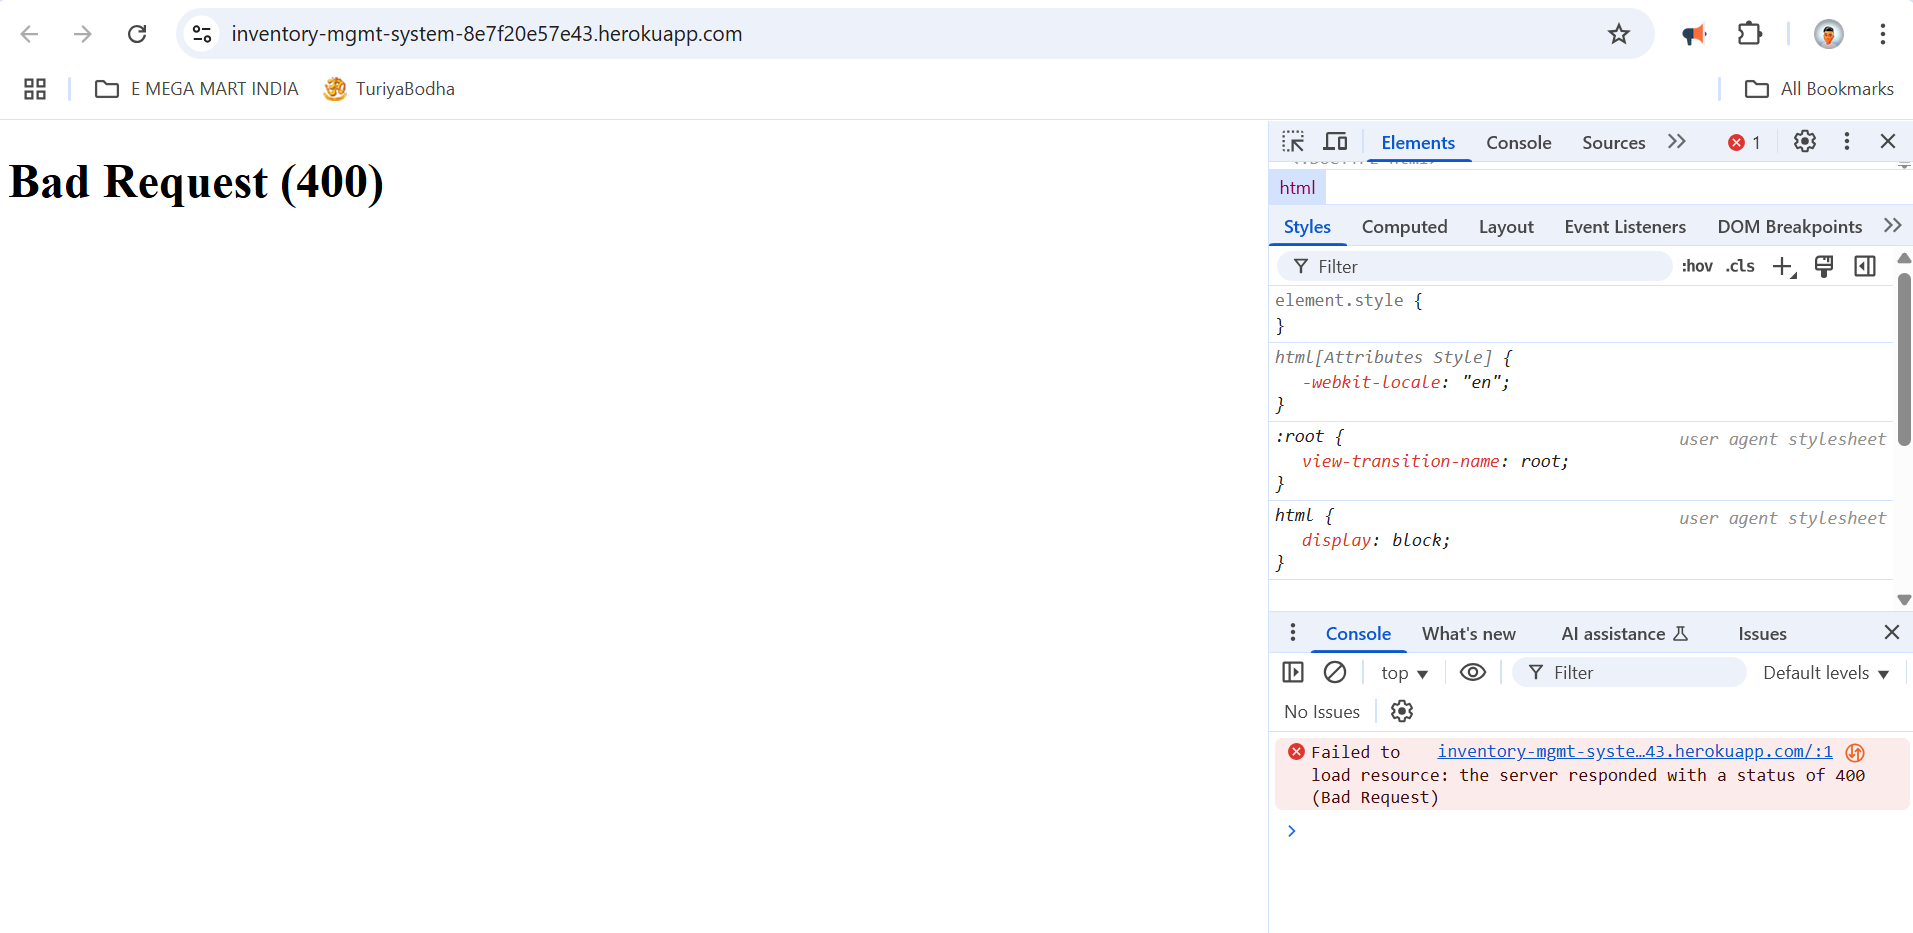 inventory-mgmt-system-8e7f20e57e43.herokuapp.com
E MEGA MART INDIA
TuriyaBodha
All Bookmarks
Bad Request (400)
Elements
Console
Sources
1
html
Styles
Computed
Layout
Event Listeners
DOM Breakpoints
Filter
:hov
.cls
element.style {
}
html[Attributes Style] {
-webkit-locale: "en";
}
:root {
user agent stylesheet
view-transition-name: root;
}
html {
user agent stylesheet
display: block;
}
Console
What's new
AI assistance
Issues
top
Filter
Default levels
No Issues
Failed to
inventory-mgmt-syste…43.herokuapp.com/:1
load resource: the server responded with a status of 400
(Bad Request)